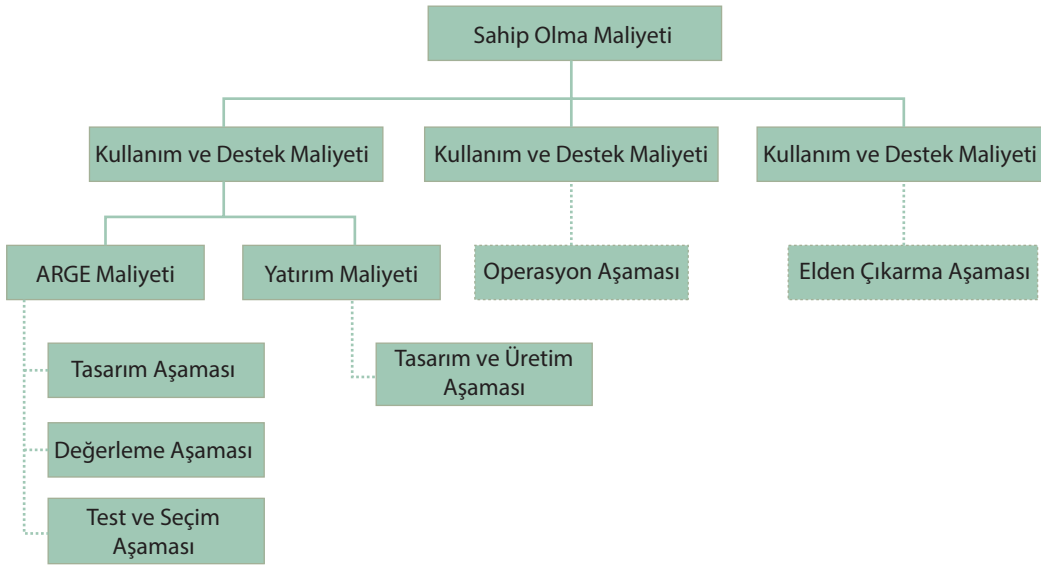 Sahip Olma Maliyeti
Kullanım ve Destek Maliyeti
Kullanım ve Destek Maliyeti
Kullanım ve Destek Maliyeti
ARGE Maliyeti
Yatırım Maliyeti
Operasyon Aşaması
Elden Çıkarma Aşaması
Tasarım Aşaması
Tasarım ve Üretim
Aşaması
Değerleme Aşaması
Test ve Seçim
Aşaması